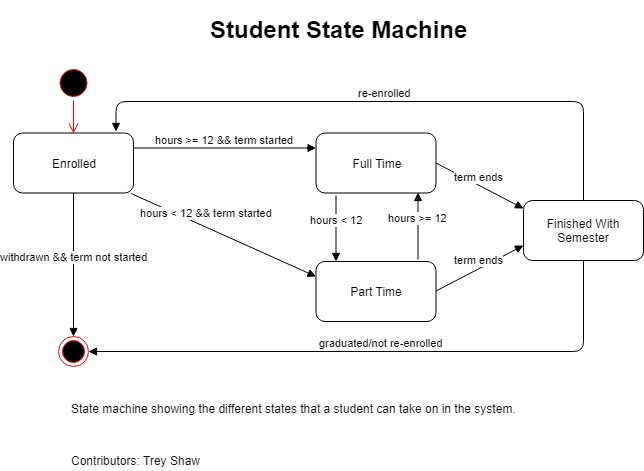 Student State Machine
re-enrolled
hours >= 12 && term started
Enrolled
Full Time
term ends
hours < 12 && term started
hours < 12
hours >= 12
Finished With
Semester
withdrawn && term not started
term ends
Part Time
graduated/not re-enrolled
State machine showing the different states that a student can take on in the system.
Contributors: Trey Shaw